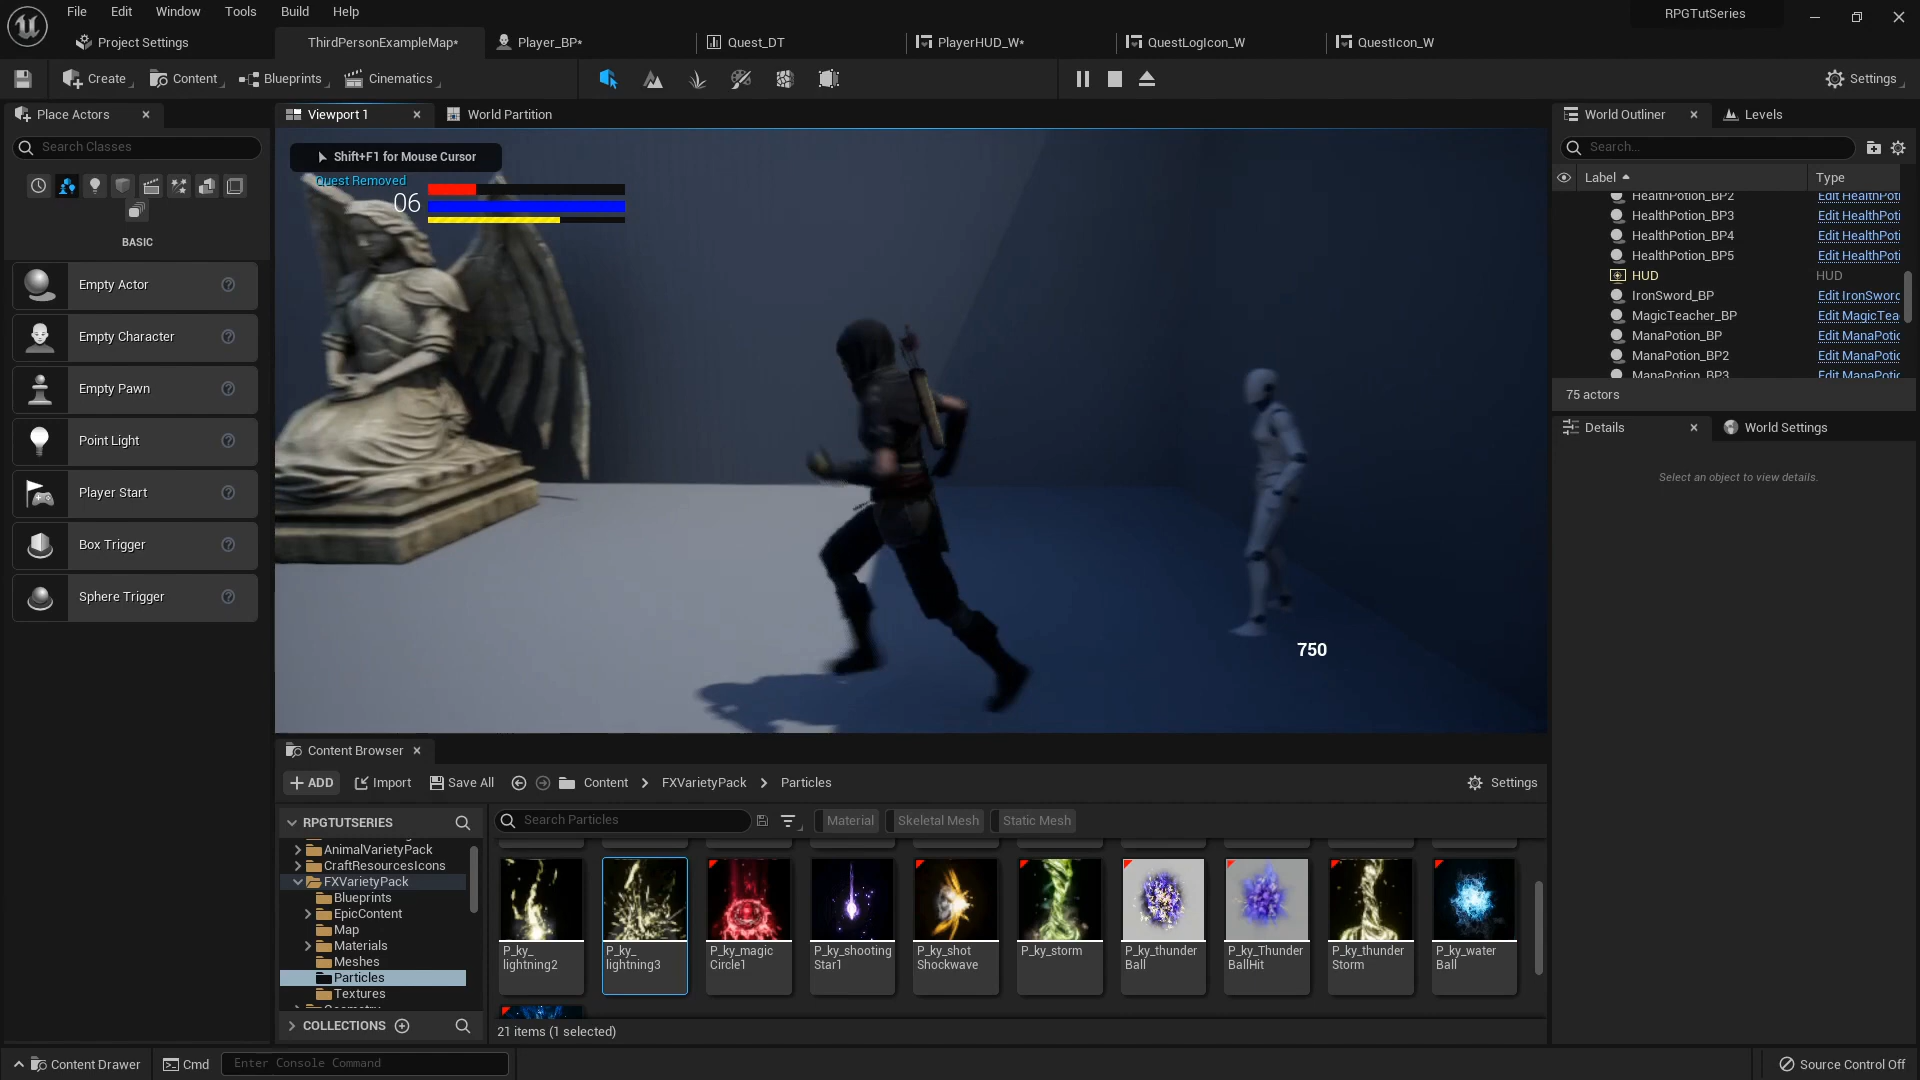 File Edit Window Tools Build Help
RPGTutSeries
Project Settings
ThirdPersonExampleMap*
Player_BP*
Quest_DT
PlayerHUD_W*
QuestLogIcon_W
QuestIcon_W
Create
Content
Blueprints
Cinematics
Settings
Place Actors
Viewport 1
World Partition
World Outliner
Levels
Search Classes
Shift+F1 for Mouse Cursor
Quest Removed
06
Search...
Label
Type
HealthPotion_BP2 Edit HealthPoti
HealthPotion_BP3 Edit HealthPoti
HealthPotion_BP4 Edit HealthPoti
HealthPotion_BP5 Edit HealthPoti
HUD HUD
IronSword_BP Edit IronSword
MagicTeacher_BP Edit MagicTea
ManaPotion_BP Edit ManaPotic
ManaPotion_BP2 Edit ManaPotic
ManaPotion_BP3 Edit ManaPotic
75 actors
BASIC
Empty Actor
Empty Character
Empty Pawn
Point Light
Player Start
Box Trigger
Sphere Trigger
Details
World Settings
Select an object to view details.
750
Content Browser
ADD
Import
Save All
Content
FXVarietyPack
Particles
Settings
RPGTUTSERIES
Search Particles
Material
Skeletal Mesh
Static Mesh
AnimalVarietyPack
CraftResourcesIcons
FXVarietyPack
Blueprints
EpicContent
Map
Materials
Meshes
Particles
Textures
COLLECTIONS
P_ky_
lightning2
P_ky_
lightning3
P_ky_magic
Circle1
P_ky_shooting
Star1
P_ky_shot
Shockwave
P_ky_storm
P_ky_thunder
Ball
P_ky_Thunder
BallHit
P_ky_thunder
Storm
P_ky_water
Ball
21 items (1 selected)
Content Drawer
Cmd
Enter Console Command
Source Control Off